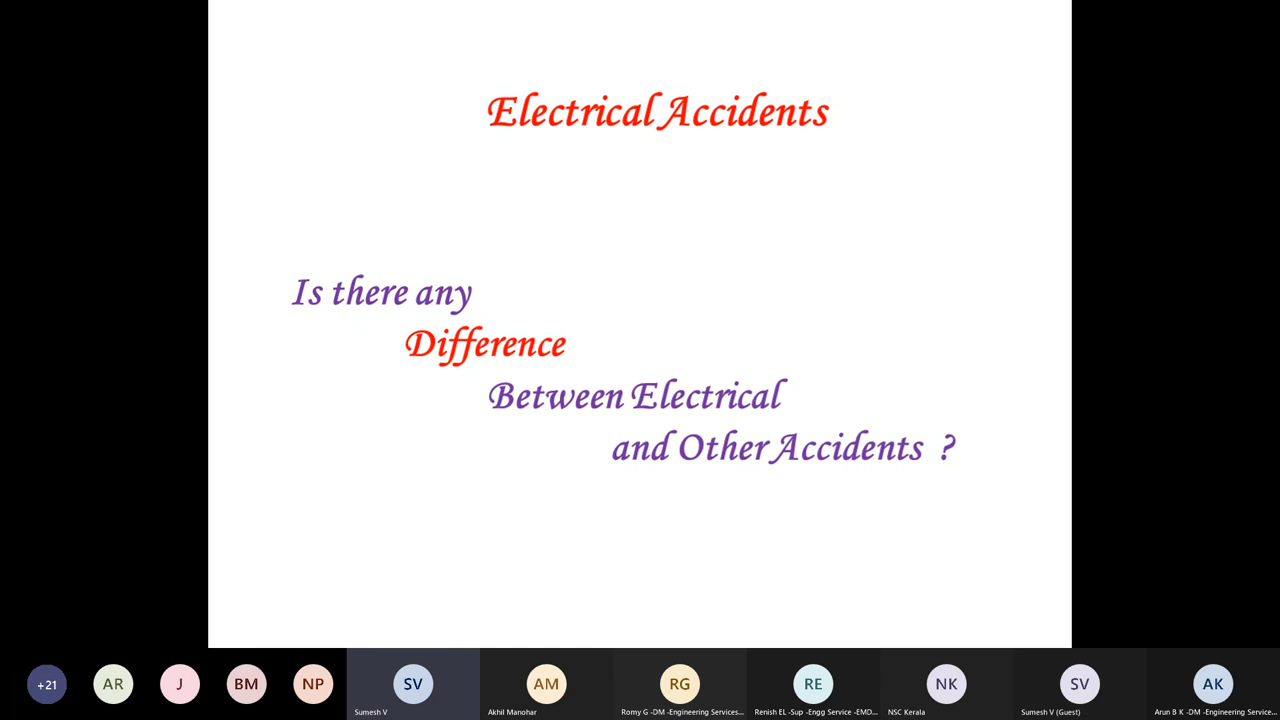 Electrical Accidents
Is there any
Difference
Between Electrical
and Other Accidents ?
+21
AR
J
BM
NP
SV
AM
RG
RE
NK
SV
AK
Sumesh V
Akhil Manohar
Romy G -DM -Engineering Services...
Renish EL -Sup -Engg Service -EMD...
NSC Kerala
Sumesh V (Guest)
Arun B K -DM -Engineering Service...